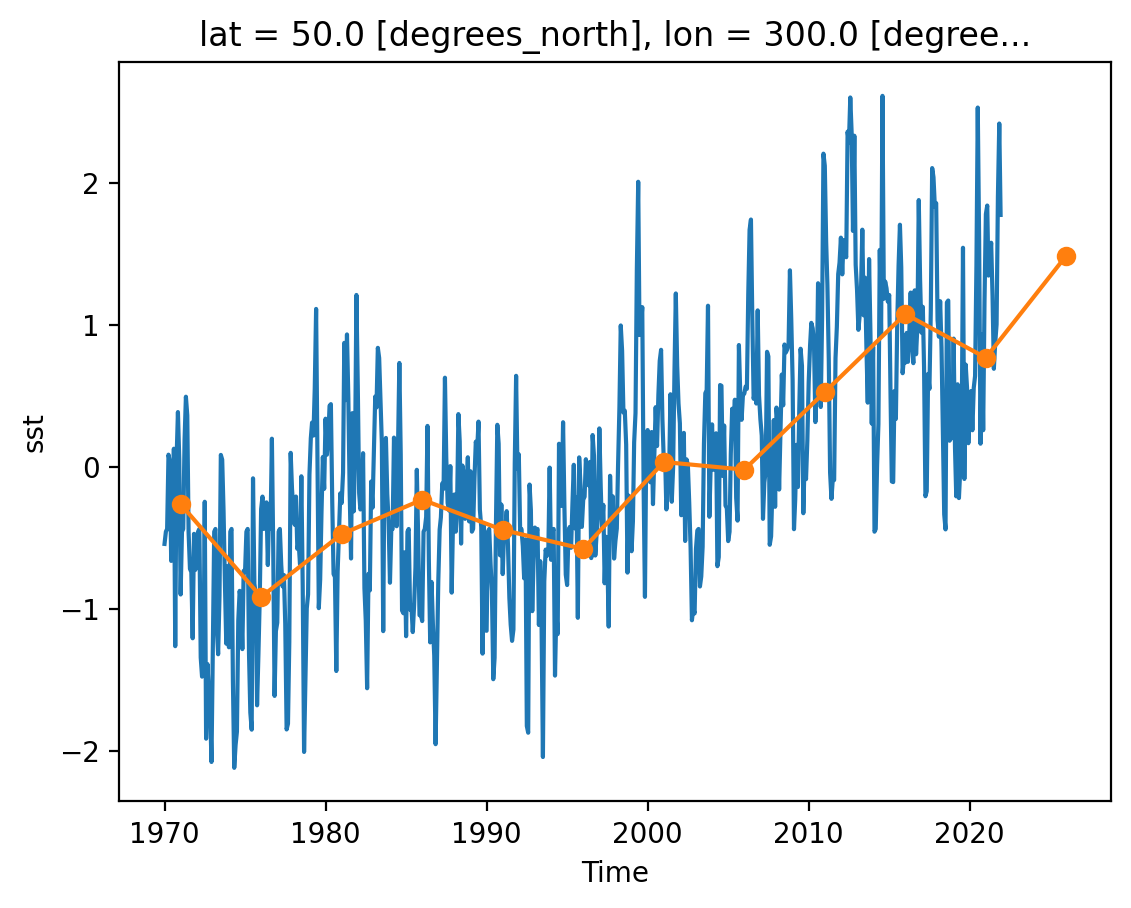 lat = 50.0 [degrees_north], lon = 300.0 [degree...
sst
2
1
0
−1
−2
1970 1980 1990 2000 2010 2020
Time